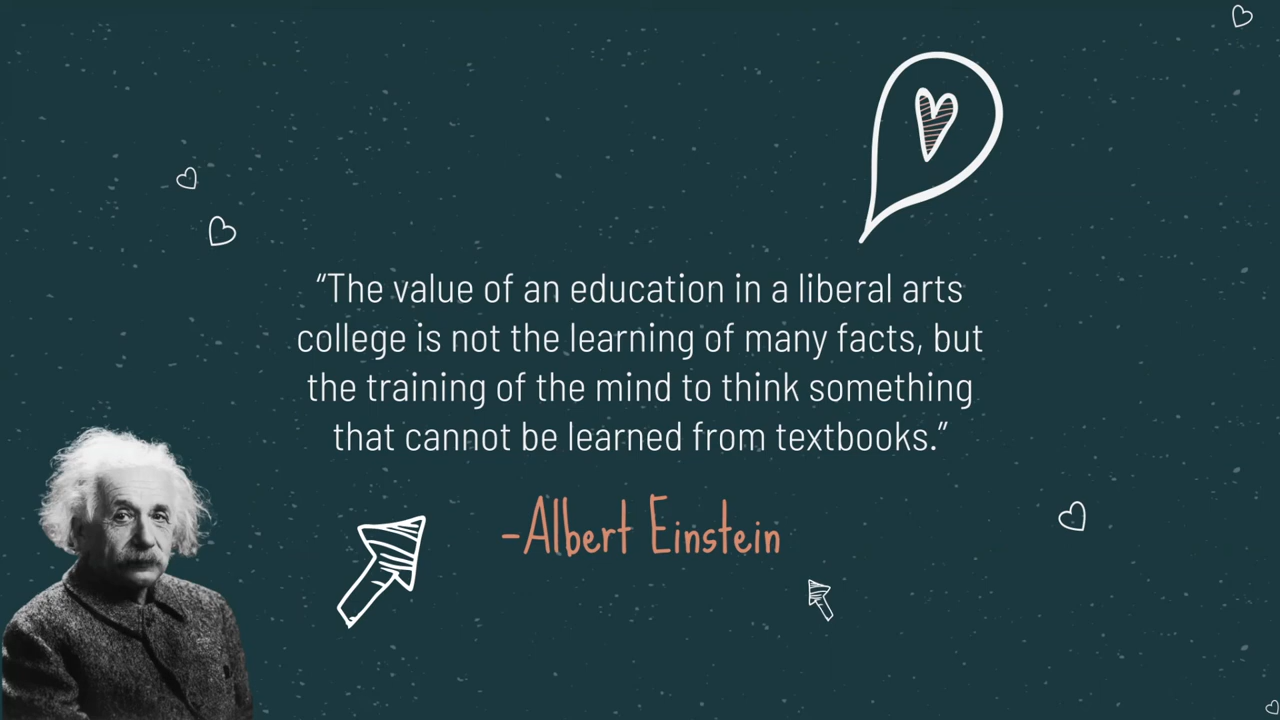 “The value of an education in a liberal arts
college is not the learning of many facts, but
the training of the mind to think something
that cannot be learned from textbooks.”
-Albert Einstein